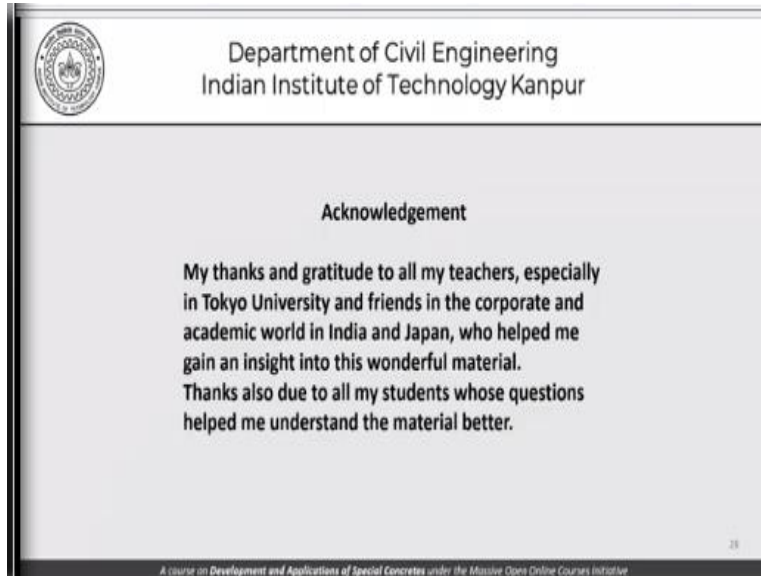 Department of Civil Engineering
Indian Institute of Technology Kanpur
Acknowledgement
My thanks and gratitude to all my teachers, especially
in Tokyo University and friends in the corporate and
academic world in India and Japan, who helped me
gain an insight into this wonderful material.
Thanks also due to all my students whose questions
helped me understand the material better.
A course on Development and Applications of Special Concretes under the Massive Open Online Courses Initiative